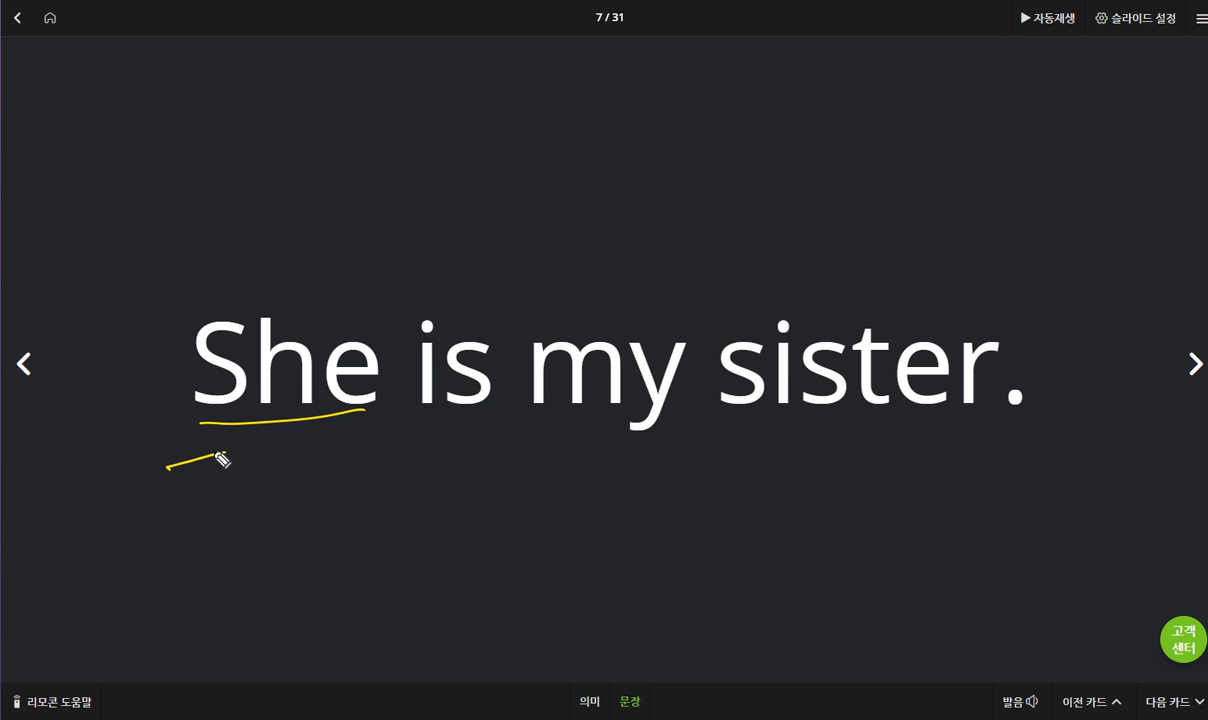 7 / 31
자동재생
슬라이드 설정
She is my sister.
고객
센터
리모콘 도움말
의미
문장
발음
이전 카드
다음 카드